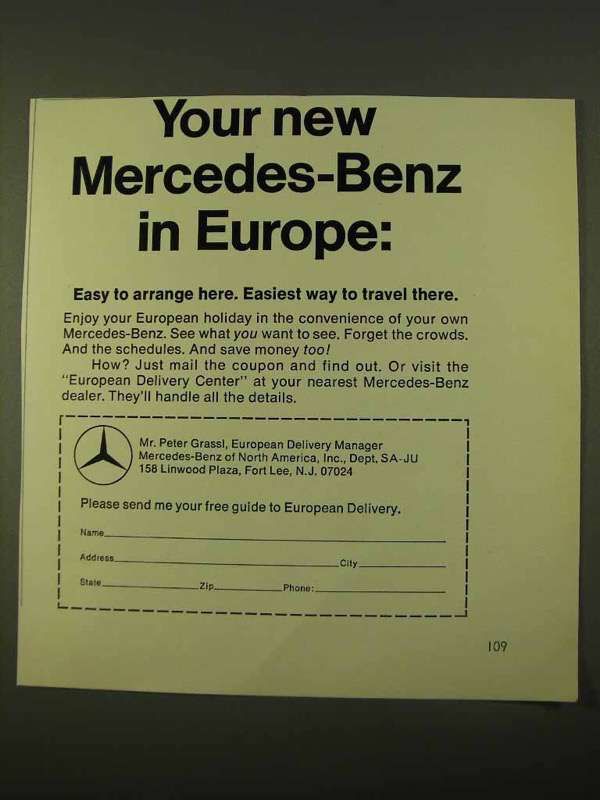 Your new
Mercedes-Benz
in Europe:
Easy to arrange here. Easiest way to travel there.
Enjoy your European holiday in the convenience of your own
Mercedes-Benz. See what you want to see. Forget the crowds.
And the schedules. And save money too!
How? Just mail the coupon and find out. Or visit the
"European Delivery Center" at your nearest Mercedes-Benz
dealer. They'll handle all the details.
Mr. Peter Grassl, European Delivery Manager
Mercedes-Benz of North America, Inc., Dept. SA-JU
158 Linwood Plaza, Fort Lee, N.J. 07024
Please send me your free guide to European Delivery.
Name
Address City
State Zip Phone:
109